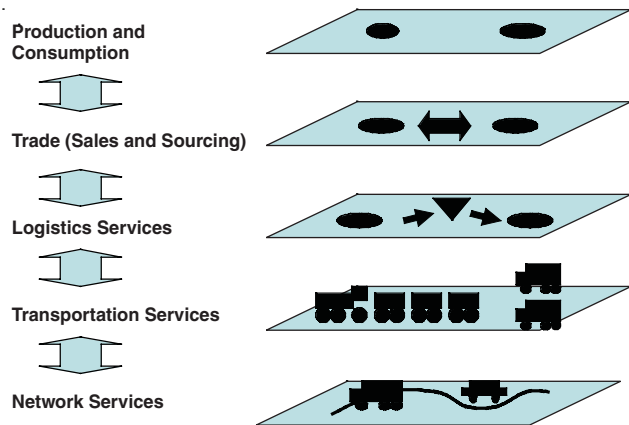 Production and
Consumption
Trade (Sales and Sourcing)
Logistics Services
Transportation Services
Network Services